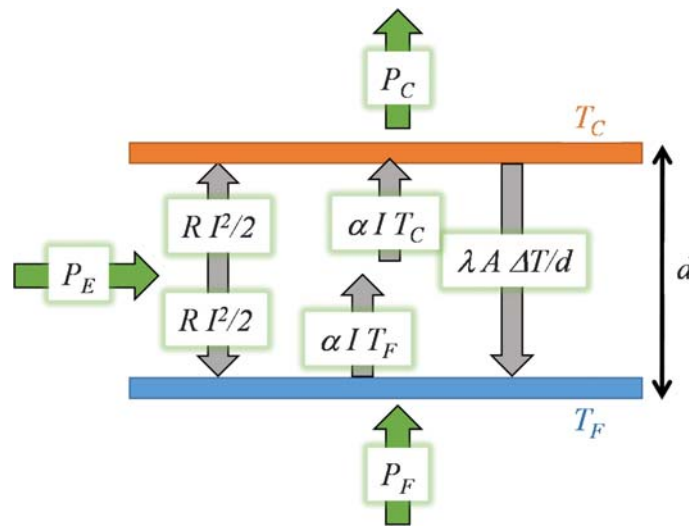 P_C
T_C
R I²/2
α I T_C
λ A ΔT/d
d
P_E
R I²/2
α I T_F
T_F
P_F